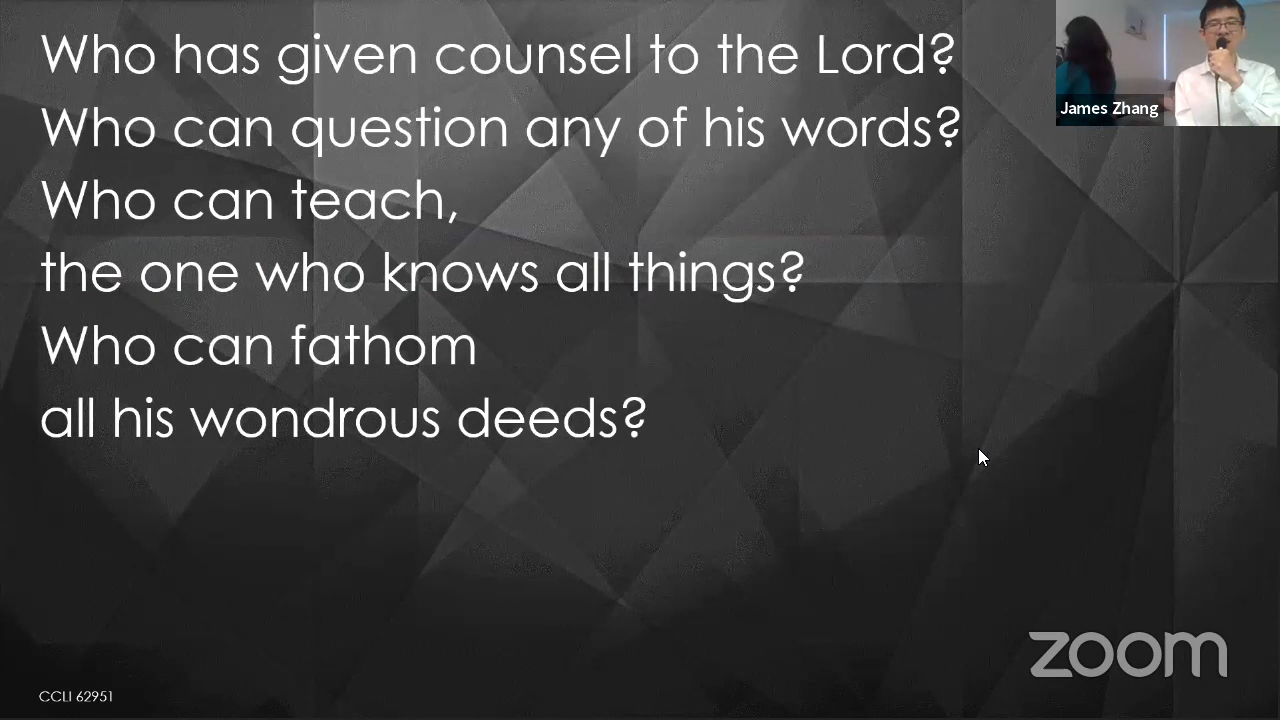 Who has given counsel to the Lord?
Who can question any of his words?
Who can teach,
the one who knows all things?
Who can fathom
all his wondrous deeds?
James Zhang
zoom
CCLI 62951